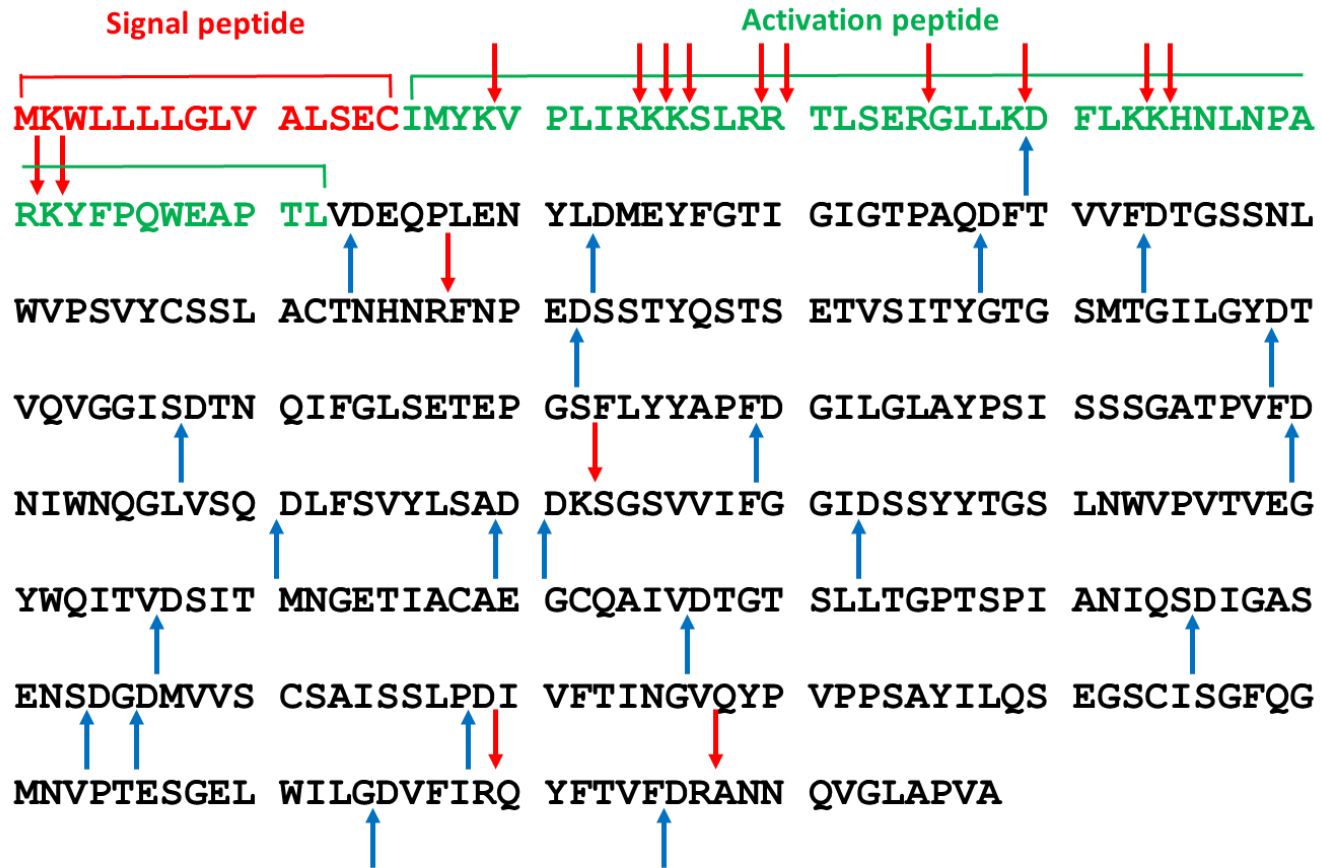 Signal peptide Activation peptide
MKWLLLLGLV ALSECIMYKV PLIRKKSLRR TLSERGLLKD FLKKHNLNPA
RKYFPQWEAP TLVDEQPLEN YLDMEYFGTI GIGTPAQDFT VVFDTGSSNL
WVPSVYCSSL ACTNHNRFNP EDSSTYQSTS ETVSITYGTG SMTGILGYDT
VQVGGISDTN QIFGLSETEP GSFLYYAPFD GILGLAYPSI SSSGATPVFD
NIWNQGLVSQ DLFSVYLSAD DKSGSVVIFG GIDSSYYTGS LNWVPVTVEG
YWQITVDSIT MNGETIACAE GCQAIVDTGT SLLTGPTSPI ANIQSDIGAS
ENSDGDMVVS CSAISSLPDI VFTINGVQYP VPPSAYILQS EGSCISGFQG
MNVPTESGEL WILGDVFIRQ YFTVFDRANN QVGLAPVA